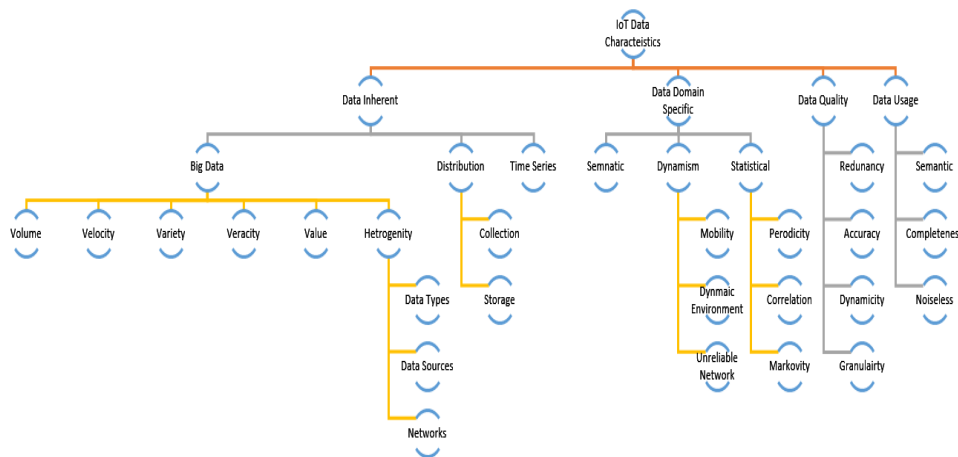 IoT Data
Characteistics
Data Inherent
Data Domain
Specific
Data Quality
Data Usage
Big Data
Distribution
Time Series
Semnatic
Dynamism
Statistical
Redunancy
Semantic
Volume
Velocity
Variety
Veracity
Value
Hetrogenity
Collection
Mobility
Perodicity
Accuracy
Completenes
Data Types
Storage
Dynmaic
Environment
Correlation
Dynamicity
Noiseless
Data Sources
Unreliable
Network
Markovity
Granulairty
Networks